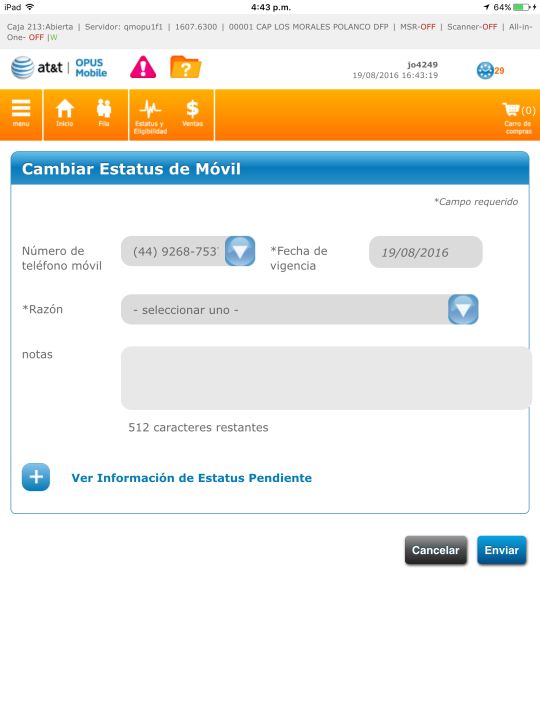 iPad 4:43 p.m. 64%
Caja 213:Abierta | Servidor: qmopu1f1 | 1607.6300 | 00001 CAP LOS MORALES POLANCO DFP | MSR-OFF | Scanner-OFF | All-in-
One- OFF |W
at&t | OPUS
Mobile
jo4249
19/08/2016 16:43:19
29
menu
Inicio
Fila
Estatus y
Eligibilidad
Ventas
(0)
Carro de
compras
Cambiar Estatus de Móvil
*Campo requerido
Número de
teléfono móvil
(44) 9268-753
*Fecha de
vigencia
19/08/2016
*Razón
- seleccionar uno -
notas
512 caracteres restantes
Ver Información de Estatus Pendiente
Cancelar
Enviar